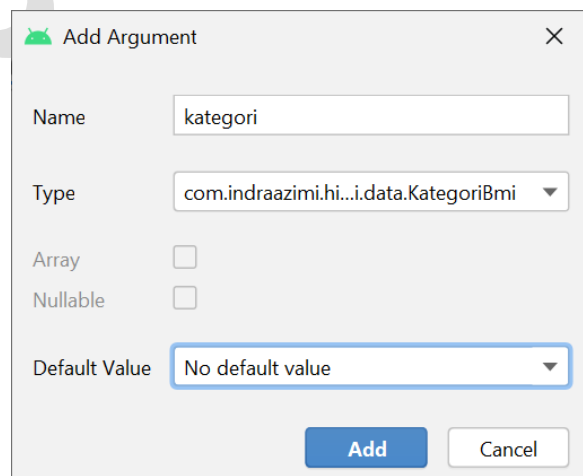 Add Argument
Name kategori
Type com.indraazimi.hi...i.data.KategoriBmi
Array
Nullable
Default Value No default value
Add Cancel